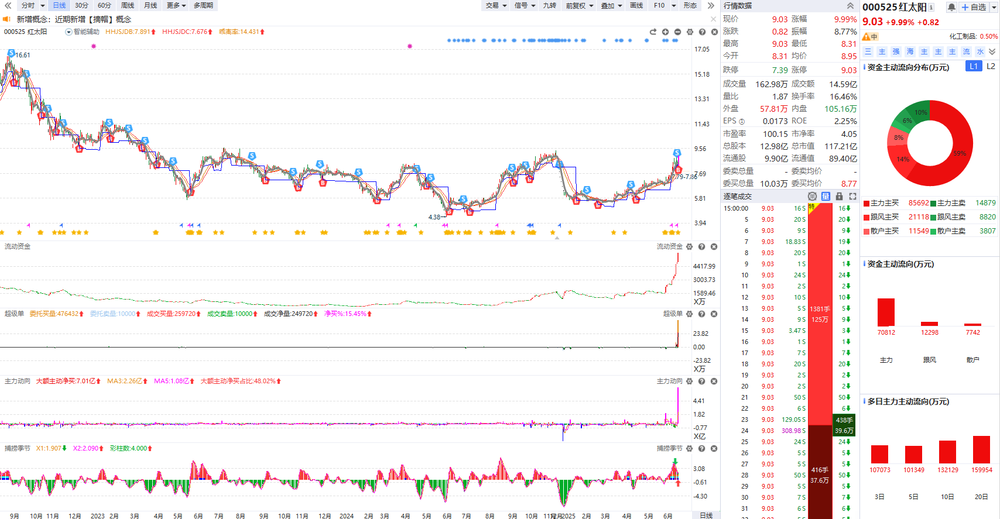 分时 日线 30分 60分 周线 月线 更多 多周期 交易 信号 九转 前复权 叠加 画线 F10 形态
新增概念：近期新增【摘帽】概念
000525 红太阳 智能辅助 HHJSJDB:7.891 HHJSJDC:7.676 乖离率:14.431
16.61
17.05
15.18
13.31
11.43
9.56
7.69
5.81
3.94
7.79-7.86
4.38
流动资金 流动资金
4417.99
3003.73
1589.46
X万
超级单 委托买量:476432 委托卖量:10000 成交买量:259720 成交卖量:10000 成交净量:249720 净买%:15.45% 超级单
23.82
0.00
-23.82
X万
主力动向 大额主动净买:7.01亿 MA3:2.26亿 MA5:1.08亿 大额主动净买占比:48.02% 主力动向
4.41
1.82
-0.77
X亿
捕捞季节 X1:1.907 X2:2.090 彩柱数:4.000 捕捞季节
3.08
-0.61
-4.30
9月 10月 11月 12月 2023 2月 3月 4月 5月 6月 7月 8月 9月 10月 11月 12月 2024 2月 3月 4月 5月 6月 7月 8月 9月 10月 2025 2月 3月 4月 5月 6月 日线
行情数据
现价 9.03 涨幅 9.99%
涨跌 0.82 振幅 8.77%
最高 9.03 最低 8.31
今开 8.31 均价 8.95
跌停 7.39 涨停 9.03
成交量 162.98万 成交额 14.59亿
量比 1.87 换手率 16.46%
外盘 57.81万 内盘 105.16万
EPS ① 0.0173 ROE 2.25%
市盈率 100.15 市净率 4.05
总股本 12.98亿 总市值 117.21亿
流通股 9.90亿 流通值 89.40亿
委卖总量 - 委卖均价 -
委买总量 10.03万 委买均价 8.77
逐笔成交 量
特
15:00:00 9.03 16 S 16
5 9.03 20 S 20
6 9.03 9 S 9
7 9.03 18.83 S 19
8 9.03 20 S 20
9 9.03 1 S 1
10 9.03 24 S 24
11 9.03 2 S 2
12 9.03 10 S 10
13 9.03 5 S 1381手 5
14 9.03 9 S 125万 9
15 9.03 3.47 S 3
16 9.03 1 S 1
17 9.03 7 S 7
18 9.03 20 S 20
19 9.03 2 S 2
20 9.03 2 S 2
21 9.03 50 S 50
22 9.03 6 S 6
23 9.03 129.05 S 438手
24 9.03 308.98 S 39.6万
25 9.03 24 S 24
26 9.03 5 S 5
27 9.03 5 S 416手 5
28 9.03 50 S 37.6万 50
29 9.03 5 S 5
30 9.03 7 S 7
31 9.03 6 S 6
000525 红太阳 自选
9.03 +9.99% +0.82
中 化工制品: 0.50%
三 主 强 海 主 主 主 流 水
资金主动流向分布(万元) L1 L2
10%
6%
8%
14%
59%
主力主买 85692 主力主卖 14879
跟风主买 21118 跟风主卖 8820
散户主买 11549 散户主卖 3807
资金主动流向(万元)
70812 12298 7742
主力 跟风 散户
多日主力主动流向(万元)
107073 101349 132129 159954
3日 5日 10日 20日